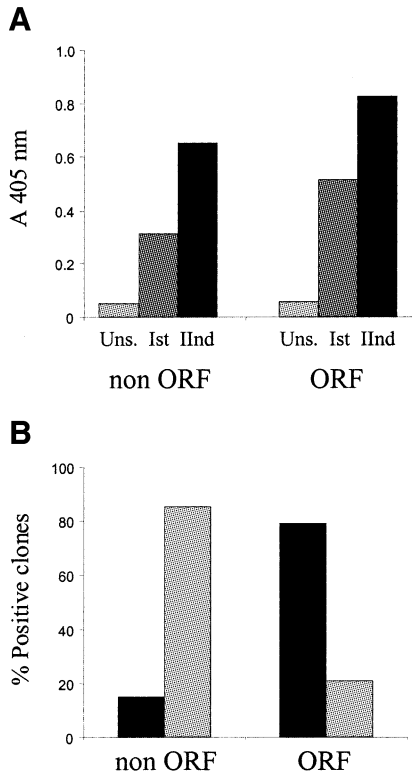 A
A 405 nm
1.0
0.8
0.6
0.4
0.2
0
Uns. Ist IInd Uns. Ist IInd
non ORF ORF
B
% Positive clones
100
80
60
40
20
0
non ORF ORF